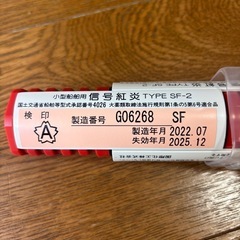 小型船舶用 信号紅炎 TYPE SF-2
国土交通省船舶等型式承認番号4026 火薬類取締法施行規則第1条の5第6号適合品
検印 製造番号 G06268 SF
A
製造年月 2022.07
失効年月 2025.12